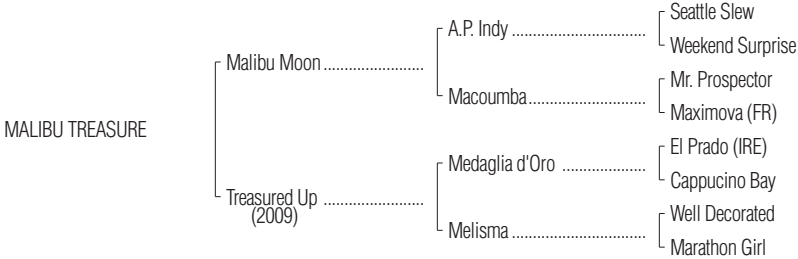 Seattle Slew
A.P. Indy ................................
Weekend Surprise
Malibu Moon ........................
Mr. Prospector
Macoumba............................
Maximova (FR)
MALIBU TREASURE
El Prado (IRE)
Medaglia d'Oro ....................
Cappucino Bay
Treasured Up ........................
(2009)
Well Decorated
Melisma ................................
Marathon Girl